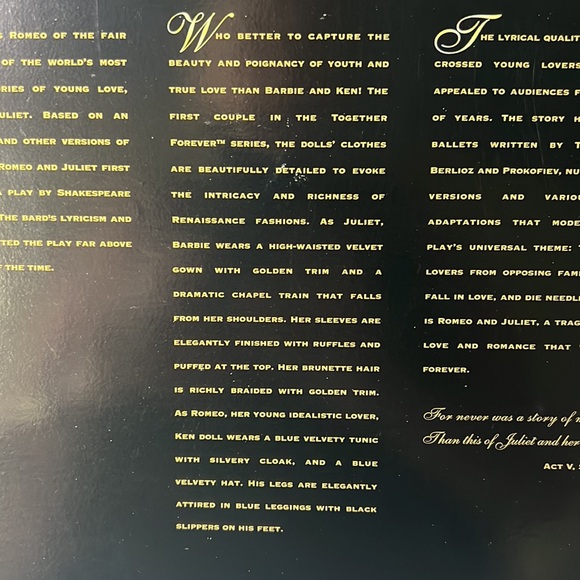 Romeo of the fair
of the world's most
ries of young love,
uliet. Based on an
and other versions of
Romeo and Juliet first
a play by Shakespeare
The bard's lyricism and
ted the play far above
f the time.
Who better to capture the
beauty and poignancy of youth and
true love than Barbie and Ken! The
first couple in the Together
Forever™ series, the dolls' clothes
are beautifully detailed to evoke
the intricacy and richness of
Renaissance fashions. As Juliet,
Barbie wears a high-waisted velvet
gown with golden trim and a
dramatic chapel train that falls
from her shoulders. Her sleeves are
elegantly finished with ruffles and
puffed at the top. Her brunette hair
is richly braided with golden trim.
As Romeo, her young idealistic lover,
Ken doll wears a blue velvety tunic
with silvery cloak, and a blue
velvety hat. His legs are elegantly
attired in blue leggings with black
slippers on his feet.
The lyrical qualit
crossed young lovers
appealed to audiences f
of years. The story h
ballets written by T
Berlioz and Prokofiev, nu
versions and variou
adaptations that mode
play's universal theme:
lovers from opposing fami
fall in love, and die needle
is Romeo and Juliet, a trag
love and romance that
forever.
For never was a story of m
Than this of Juliet and her
Act V,